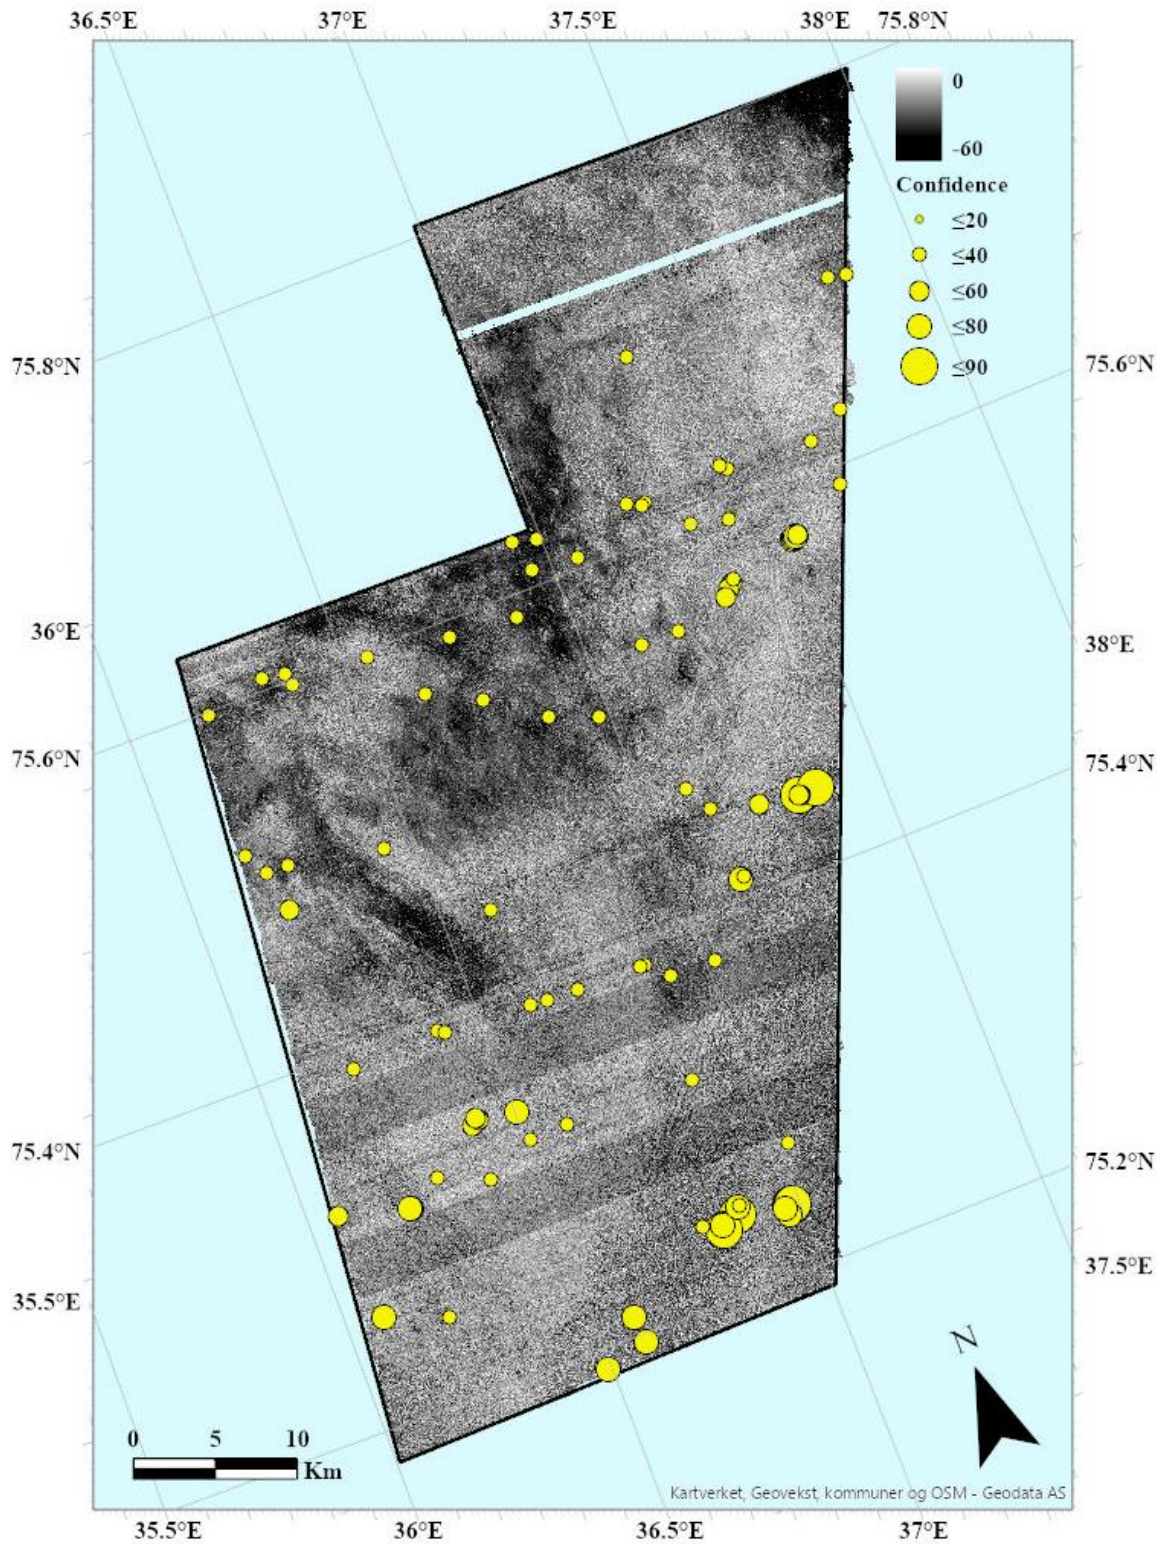 36.5°E 37°E 37.5°E 38°E 75.8°N
0
-60
Confidence
≤20
≤40
≤60
≤80
≤90
75.8°N
75.6°N
36°E
38°E
75.6°N
75.4°N
75.4°N
75.2°N
37.5°E
35.5°E
N
0 5 10
Km
Kartverket, Geovekst, kommuner og OSM - Geodata AS
35.5°E 36°E 36.5°E 37°E